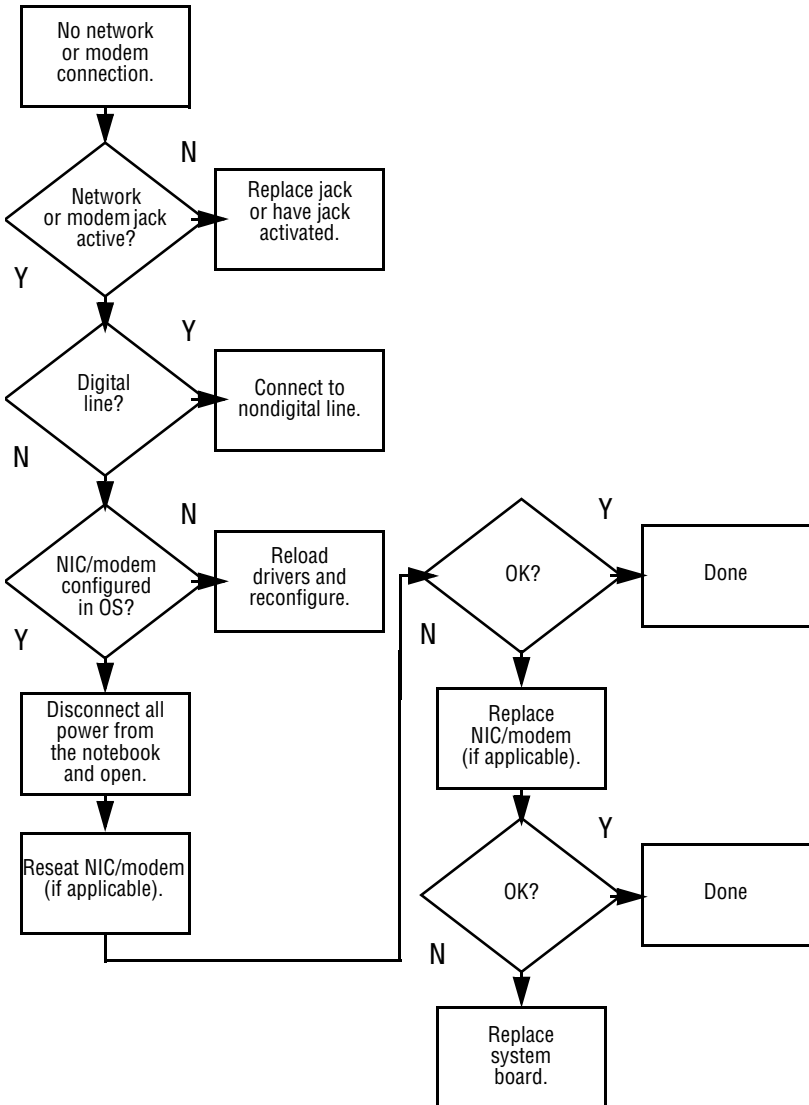 No network
or modem
connection.
N
Network
or modem jack
active?
Replace jack
or have jack
activated.
Y
Y
Digital
line?
Connect to
nondigital line.
N
N
NIC/modem
configured
in OS?
Reload
drivers and
reconfigure.
Y
Disconnect all
power from
the notebook
and open.
Reseat NIC/modem
(if applicable).
Y
OK?
Done
N
Replace
NIC/modem
(if applicable).
Y
OK?
Done
N
Replace
system
board.